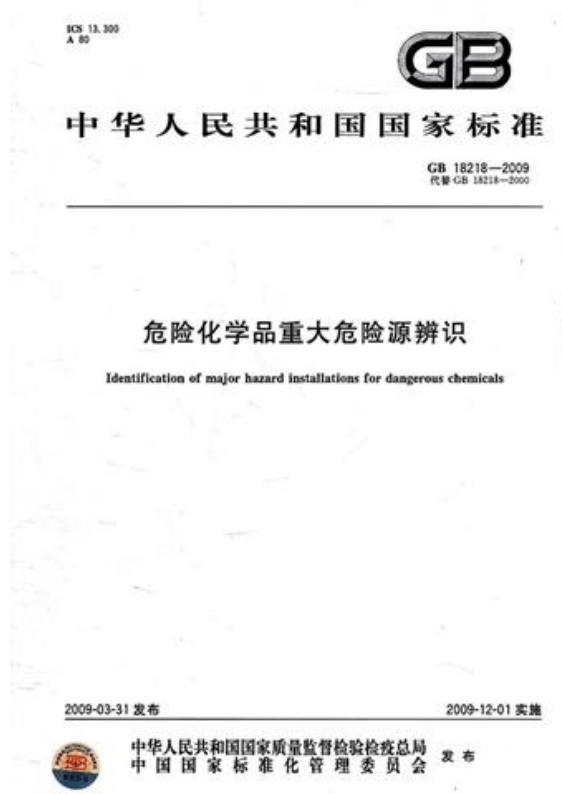 ICS 13.300
A 80
GB
中华人民共和国国家标准
GB 18218—2009
代替 GB 18218—2000
危险化学品重大危险源辨识
Identification of major hazard installations for dangerous chemicals
2009-03-31 发布
2009-12-01 实施
中华人民共和国国家质量监督检验检疫总局
中国国家标准化管理委员会
发布